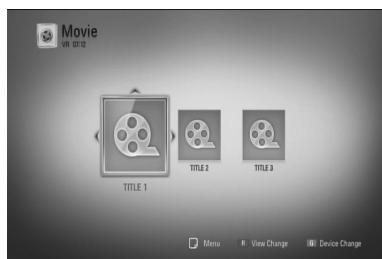 Movie
VR 07:12
TITLE 1
TITLE 2
TITLE 3
Menu
R View Change
G Device Change